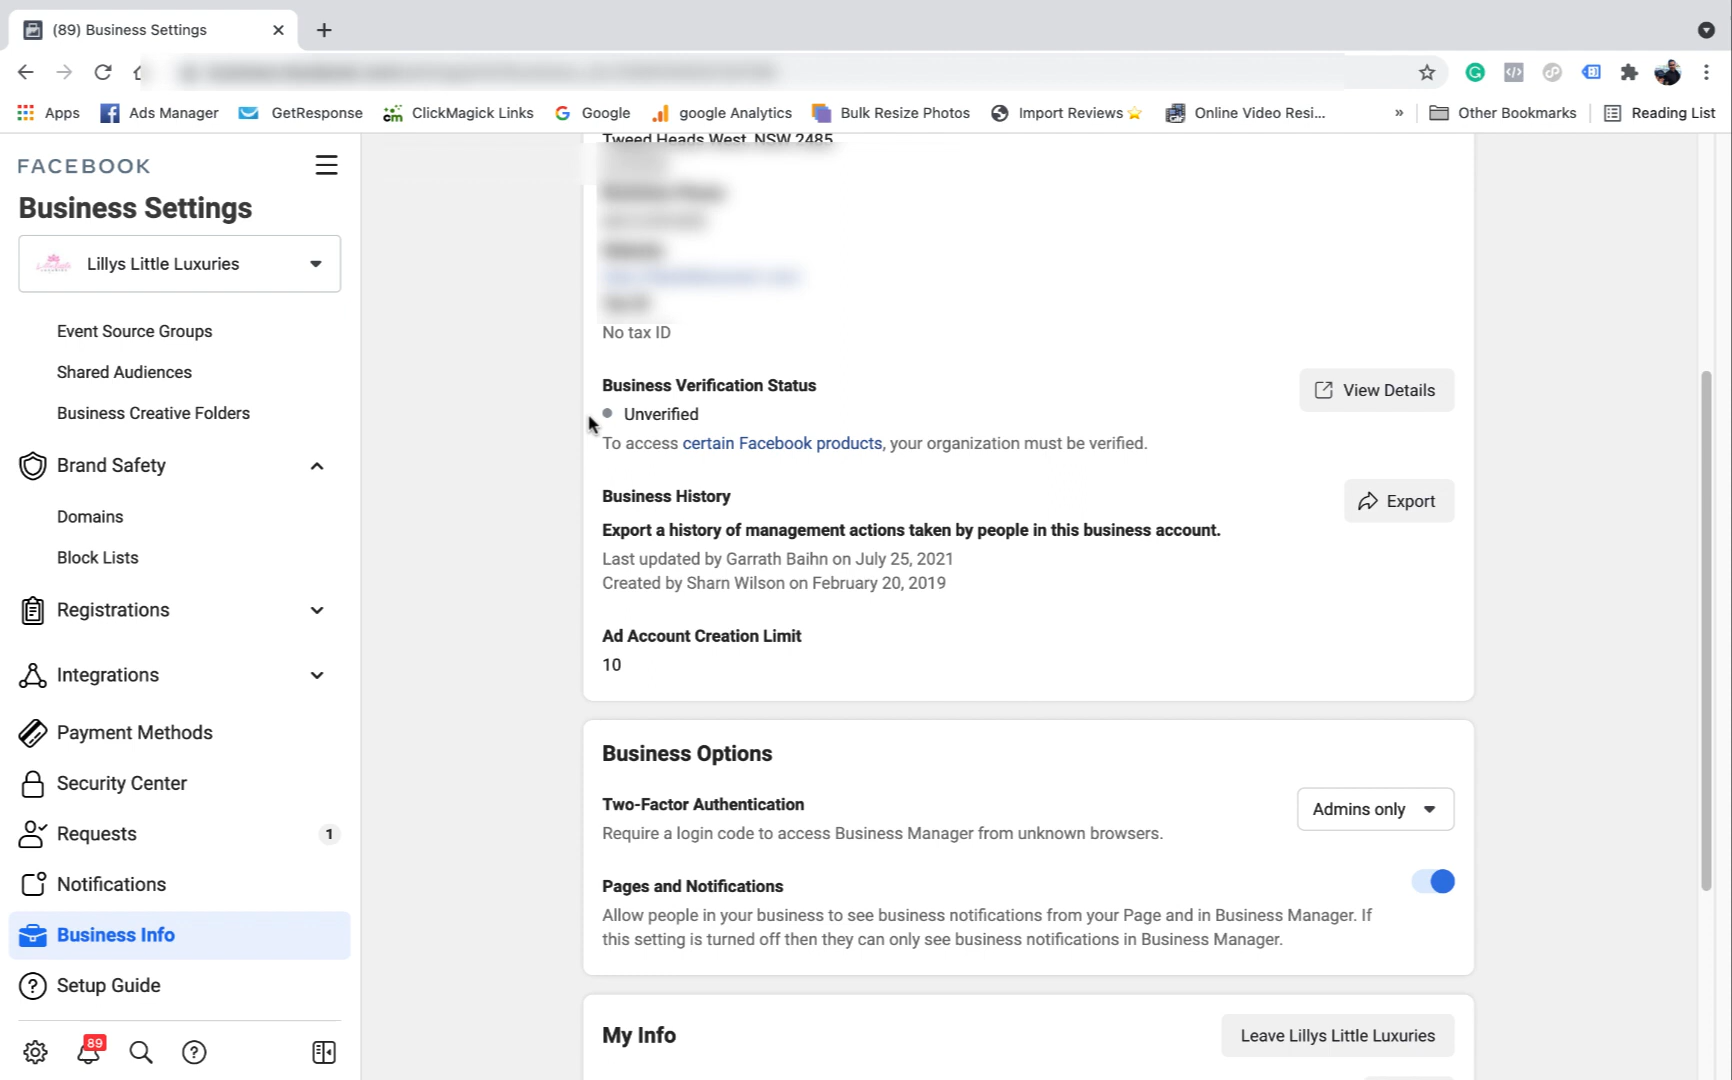 (89) Business Settings
Apps
Ads Manager
GetResponse
ClickMagick Links
Google
google Analytics
Bulk Resize Photos
Import Reviews
Online Video Resi...
»
Other Bookmarks
Reading List
FACEBOOK
Business Settings
Lillys Little Luxuries
Event Source Groups
Shared Audiences
Business Creative Folders
Brand Safety
Domains
Block Lists
Registrations
Integrations
Payment Methods
Security Center
Requests 1
Notifications
Business Info
Setup Guide
89
Tweed Heads West, NSW 2485
No tax ID
Business Verification Status
View Details
Unverified
To access certain Facebook products, your organization must be verified.
Business History
Export
Export a history of management actions taken by people in this business account.
Last updated by Garrath Baihn on July 25, 2021
Created by Sharn Wilson on February 20, 2019
Ad Account Creation Limit
10
Business Options
Two-Factor Authentication
Admins only
Require a login code to access Business Manager from unknown browsers.
Pages and Notifications
Allow people in your business to see business notifications from your Page and in Business Manager. If
this setting is turned off then they can only see business notifications in Business Manager.
My Info
Leave Lillys Little Luxuries